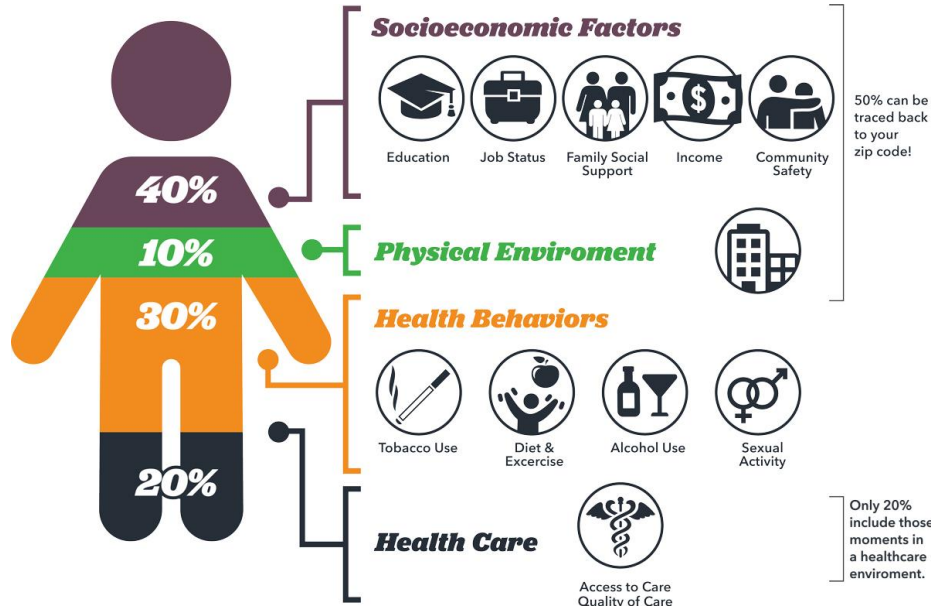 Socioeconomic Factors
Education
Job Status
Family Social
Support
Income
Community
Safety
50% can be
traced back
to your
zip code!
40%
10%
Physical Enviroment
30%
Health Behaviors
Tobacco Use
Diet &
Excercise
Alcohol Use
Sexual
Activity
20%
Health Care
Access to Care
Quality of Care
Only 20%
include those
moments in
a healthcare
enviroment.